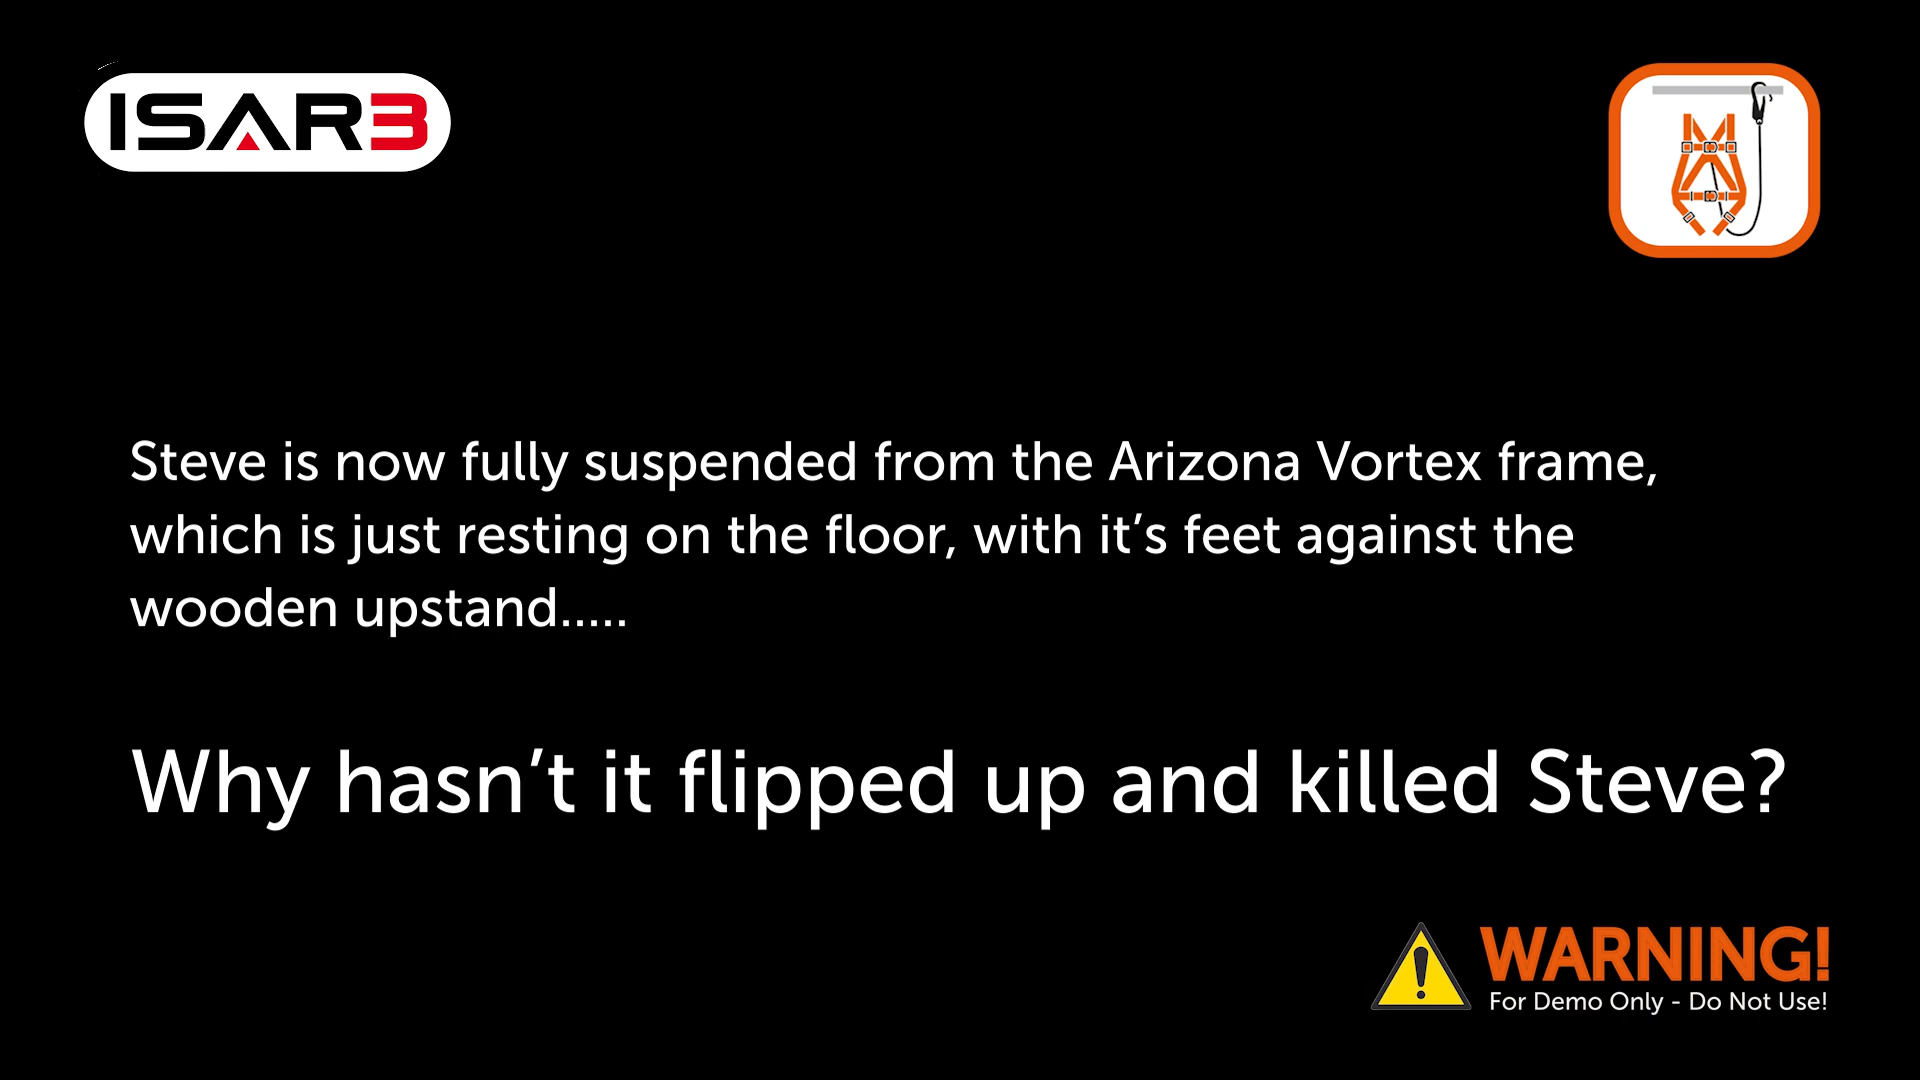 ISAR3
Steve is now fully suspended from the Arizona Vortex frame,
which is just resting on the floor, with it’s feet against the
wooden upstand.....
Why hasn’t it flipped up and killed Steve?
WARNING!
For Demo Only - Do Not Use!